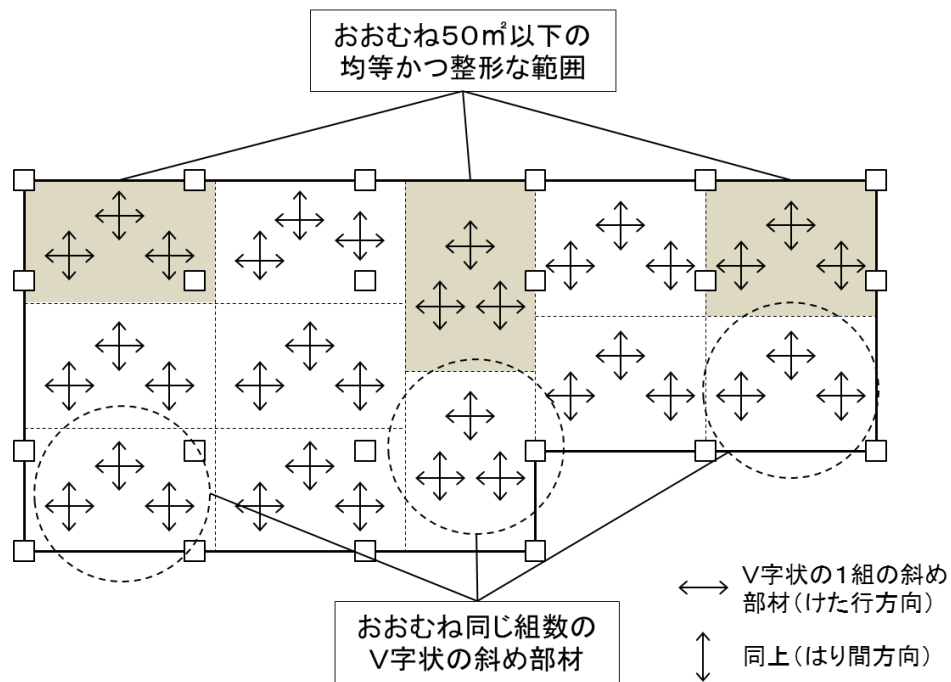 おおむね50㎡以下の
均等かつ整形な範囲
おおむね同じ組数の
V字状の斜め部材
V字状の1組の斜め
部材(けた行方向)
同上(はり間方向)